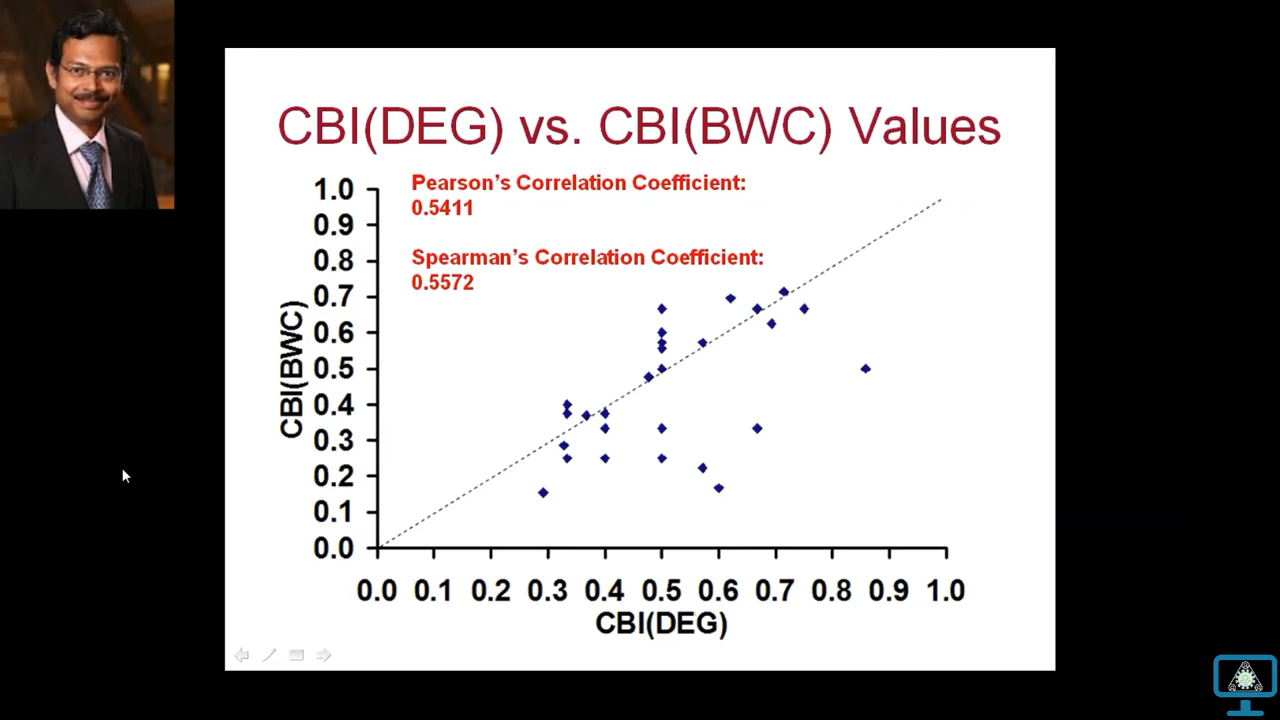 CBI(DEG) vs. CBI(BWC) Values
Pearson's Correlation Coefficient:
0.5411
Spearman's Correlation Coefficient:
0.5572
CBI(BWC)
1.0
0.9
0.8
0.7
0.6
0.5
0.4
0.3
0.2
0.1
0.0
0.0 0.1 0.2 0.3 0.4 0.5 0.6 0.7 0.8 0.9 1.0
CBI(DEG)